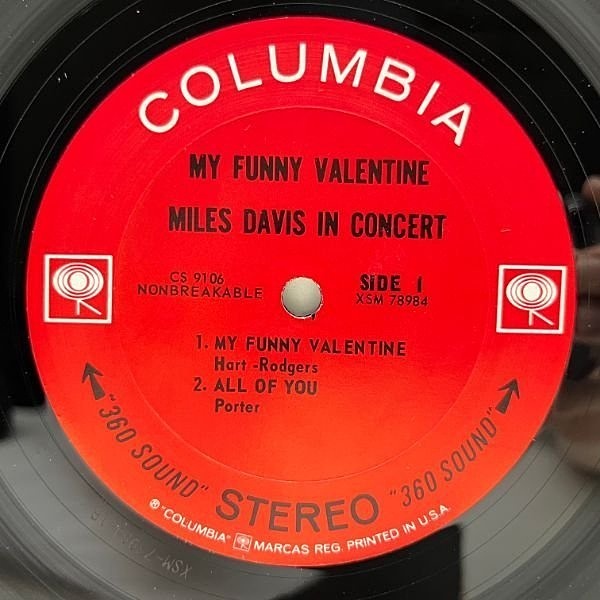 COLUMBIA
MY FUNNY VALENTINE
MILES DAVIS IN CONCERT
CS 9106
NONBREAKABLE
SIDE 1
XSM 78984
1. MY FUNNY VALENTINE
Hart -Rodgers
2. ALL OF YOU
Porter
"360 SOUND" STEREO "360 SOUND"
® "COLUMBIA" MARCAS REG. PRINTED IN U.S.A.